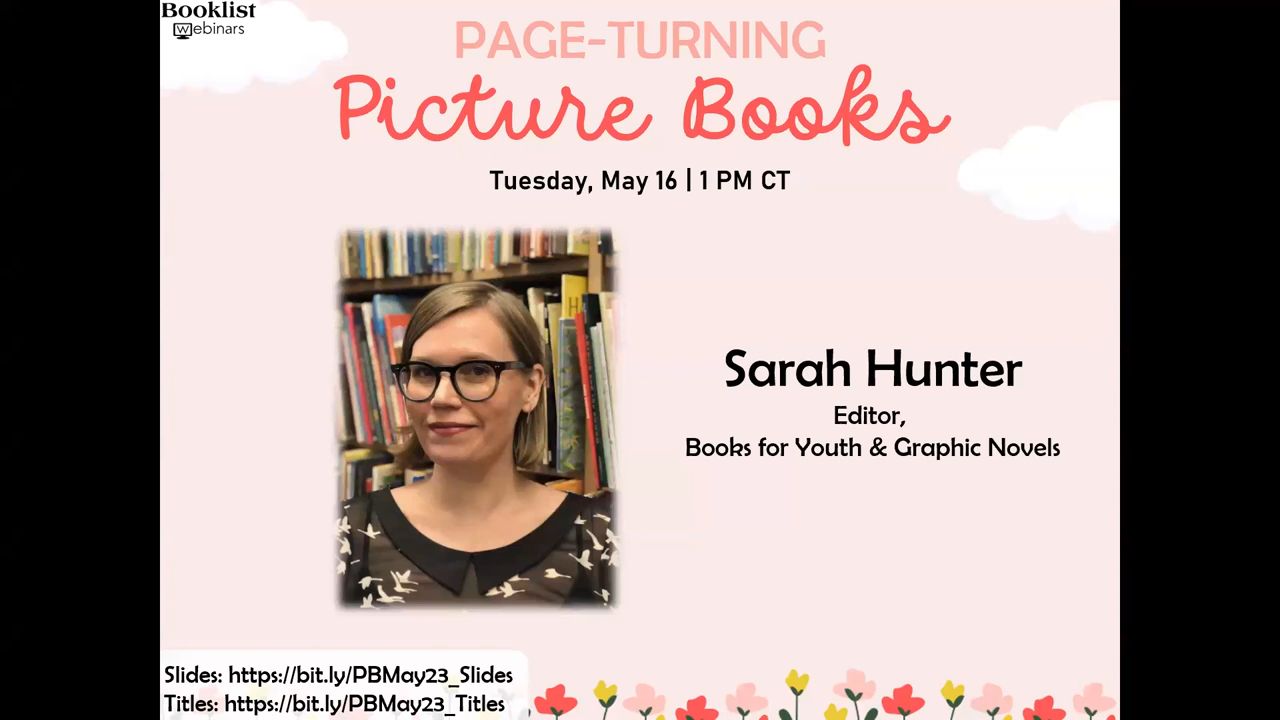 Booklist
Webinars
PAGE-TURNING
Picture Books
Tuesday, May 16 | 1 PM CT
Sarah Hunter
Editor,
Books for Youth & Graphic Novels
Slides: https://bit.ly/PBMay23_Slides
Titles: https://bit.ly/PBMay23_Titles